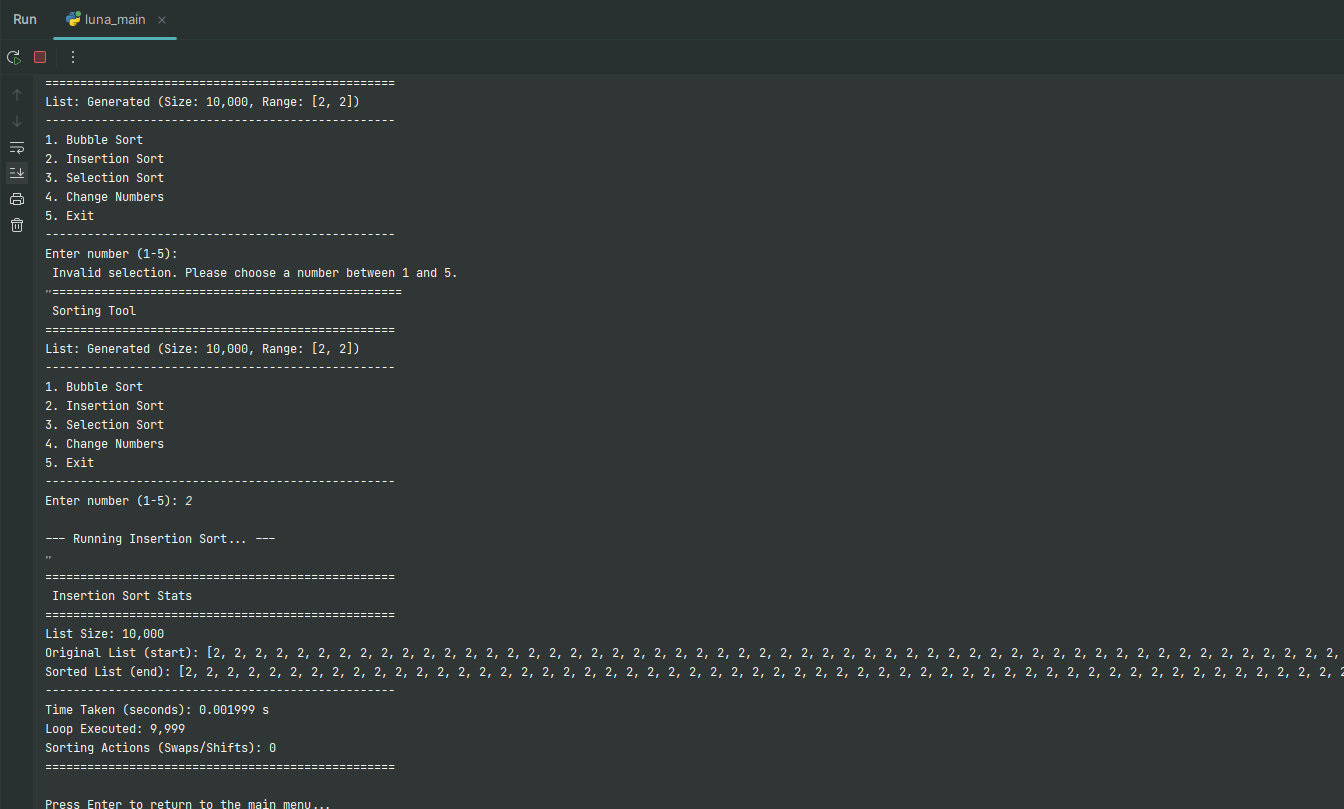 Run luna_main
==================================================
List: Generated (Size: 10,000, Range: [2, 2])
--------------------------------------------------
1. Bubble Sort
2. Insertion Sort
3. Selection Sort
4. Change Numbers
5. Exit
--------------------------------------------------
Enter number (1-5):
Invalid selection. Please choose a number between 1 and 5.
==================================================
Sorting Tool
==================================================
List: Generated (Size: 10,000, Range: [2, 2])
--------------------------------------------------
1. Bubble Sort
2. Insertion Sort
3. Selection Sort
4. Change Numbers
5. Exit
--------------------------------------------------
Enter number (1-5): 2
--- Running Insertion Sort... ---
==================================================
Insertion Sort Stats
==================================================
List Size: 10,000
Original List (start): [2, 2, 2, 2, 2, 2, 2, 2, 2, 2, 2, 2, 2, 2, 2, 2, 2, 2, 2, 2, 2, 2, 2, 2, 2, 2, 2, 2, 2, 2, 2, 2, 2, 2, 2, 2, 2, 2, 2, 2, 2, 2, 2, 2, 2, 2, 2, 2, 2, 2, 2, 2, 2, 2,
Sorted List (end): [2, 2, 2, 2, 2, 2, 2, 2, 2, 2, 2, 2, 2, 2, 2, 2, 2, 2, 2, 2, 2, 2, 2, 2, 2, 2, 2, 2, 2, 2, 2, 2, 2, 2, 2, 2, 2, 2, 2, 2, 2, 2, 2, 2, 2, 2, 2, 2, 2, 2, 2, 2, 2, 2, 2, 2
--------------------------------------------------
Time Taken (seconds): 0.001999 s
Loop Executed: 9,999
Sorting Actions (Swaps/Shifts): 0
==================================================
Press Enter to return to the main menu...